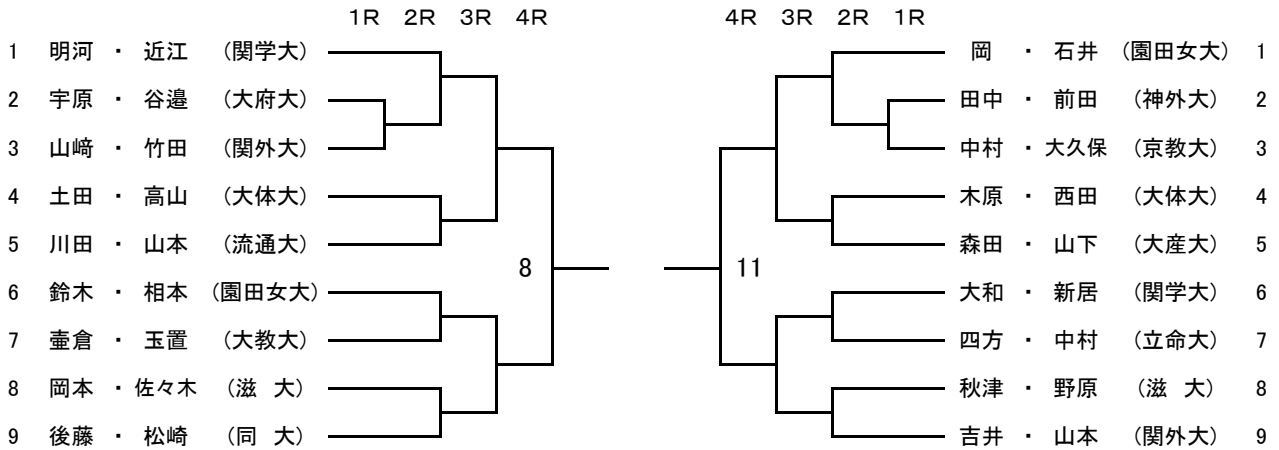 1R 2R 3R 4R 4R 3R 2R 1R
1 明河 ・ 近江 (関学大) 岡 ・ 石井 (園田女大) 1
2 宇原 ・ 谷邉 (大府大) 田中 ・ 前田 (神外大) 2
3 山﨑 ・ 竹田 (関外大) 中村 ・ 大久保 (京教大) 3
4 土田 ・ 高山 (大体大) 木原 ・ 西田 (大体大) 4
5 川田 ・ 山本 (流通大) 森田 ・ 山下 (大産大) 5
8 11
6 鈴木 ・ 相本 (園田女大) 大和 ・ 新居 (関学大) 6
7 壷倉 ・ 玉置 (大教大) 四方 ・ 中村 (立命大) 7
8 岡本 ・ 佐々木 (滋 大) 秋津 ・ 野原 (滋 大) 8
9 後藤 ・ 松崎 (同 大) 吉井 ・ 山本 (関外大) 9